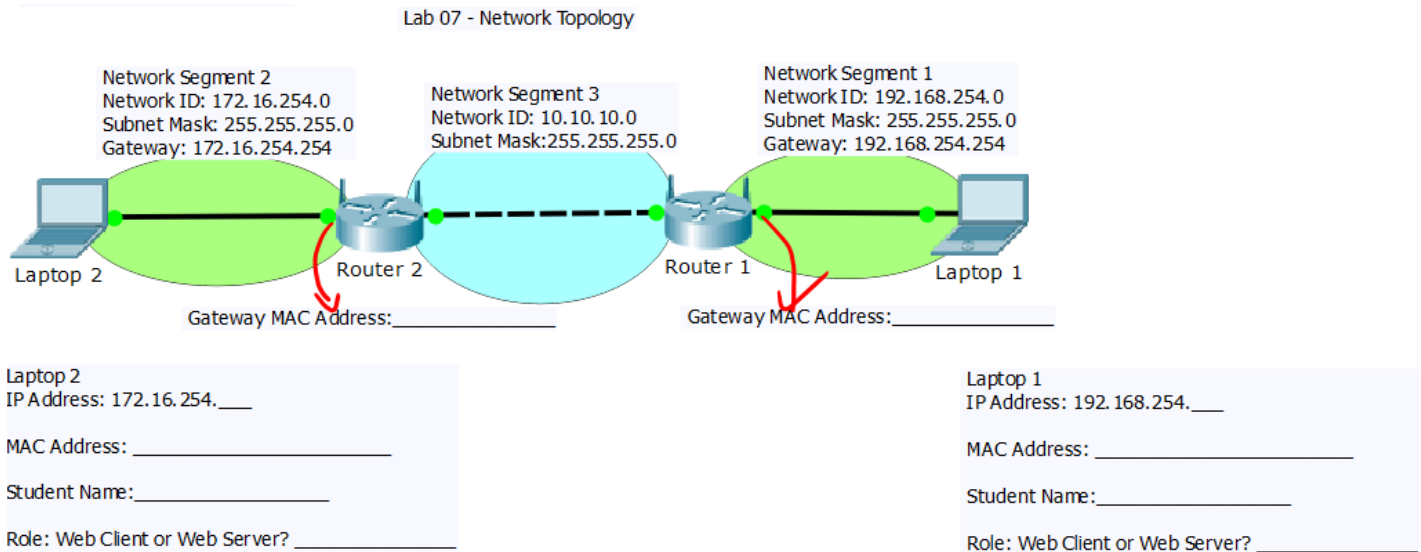 Lab 07 - Network Topology
Network Segment 2
Network ID: 172.16.254.0
Subnet Mask: 255.255.255.0
Gateway: 172.16.254.254
Network Segment 3
Network ID: 10.10.10.0
Subnet Mask:255.255.255.0
Network Segment 1
Network ID: 192.168.254.0
Subnet Mask: 255.255.255.0
Gateway: 192.168.254.254
Laptop 2
Router 2
Router 1
Laptop 1
Gateway MAC Address:_______________
Gateway MAC Address:_______________
Laptop 2
IP Address: 172.16.254.___
MAC Address: ________________________
Student Name:__________________
Role: Web Client or Web Server? _______________
Laptop 1
IP Address: 192.168.254.___
MAC Address: ________________________
Student Name:__________________
Role: Web Client or Web Server? _______________